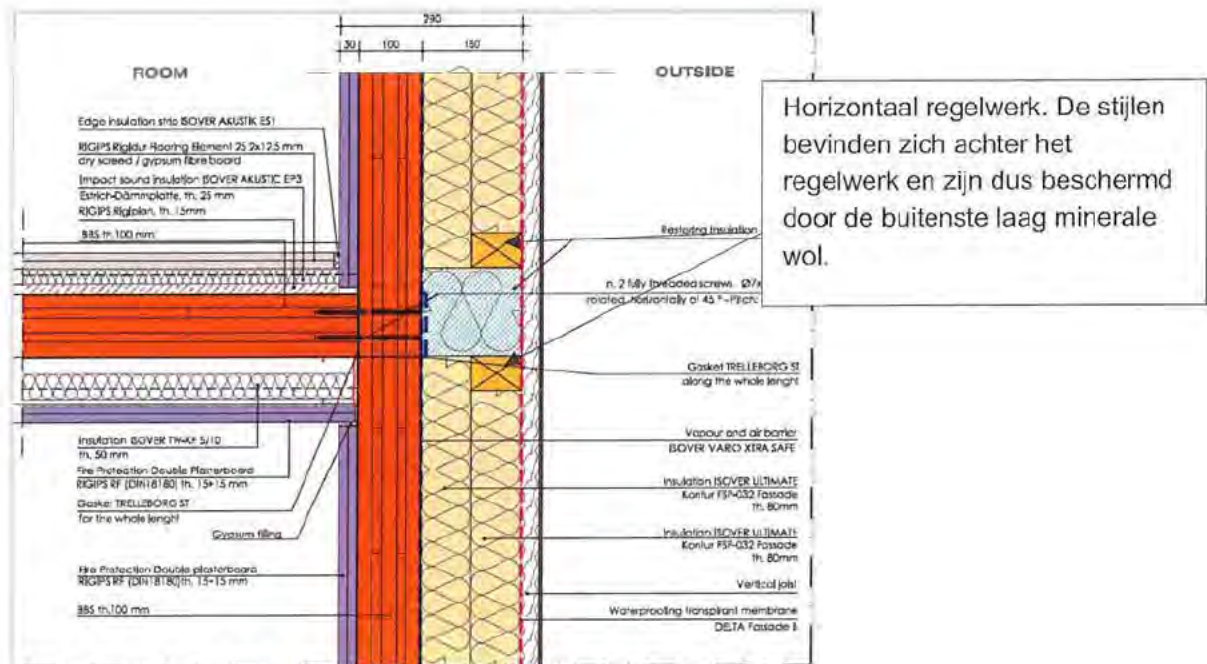 290
30 100 160
ROOM
OUTSIDE
Edge insulation strip ISOVER AKUSTIK ES1
RIGIPS Rigidur Flooring Element 25 2x12.5 mm
dry screed / gypsum fibre board
Impact sound insulation ISOVER AKUSTIC EP3
Estrich-Dämmplatte, th. 25 mm
RIGIPS Rigiplan, th. 15mm
BBS th.100 mm
Insulation ISOVER TW-KF 5/10
th. 50 mm
Fire Protection Double Plasterboard
RIGIPS RF (DIN18180) th. 15+15 mm
Gasket TRELLEBORG ST
for the whole lenght
Gypsum filling
Fire Protection Double plasterboard
RIGIPS RF (DIN18180) th. 15+15 mm
BBS th.100 mm
Horizontaal regelwerk. De stijlen
bevinden zich achter het
regelwerk en zijn dus beschermd
door de buitenste laag minerale
wol.
Restoring insulation
n. 2 fully threaded screws
rotated horizontally of 45°
Gasket TRELLEBORG ST
along the whole lenght
Vapour and air barrier
ISOVER VARIO XTRA SAFE
Insulation ISOVER ULTIMATE
Kontur FSP-032 Fassade
th. 80mm
Insulation ISOVER ULTIMATE
Kontur FSP-032 Fassade
th. 80mm
Vertical joist
Waterproofing transpirant membrane
DELTA Fassade